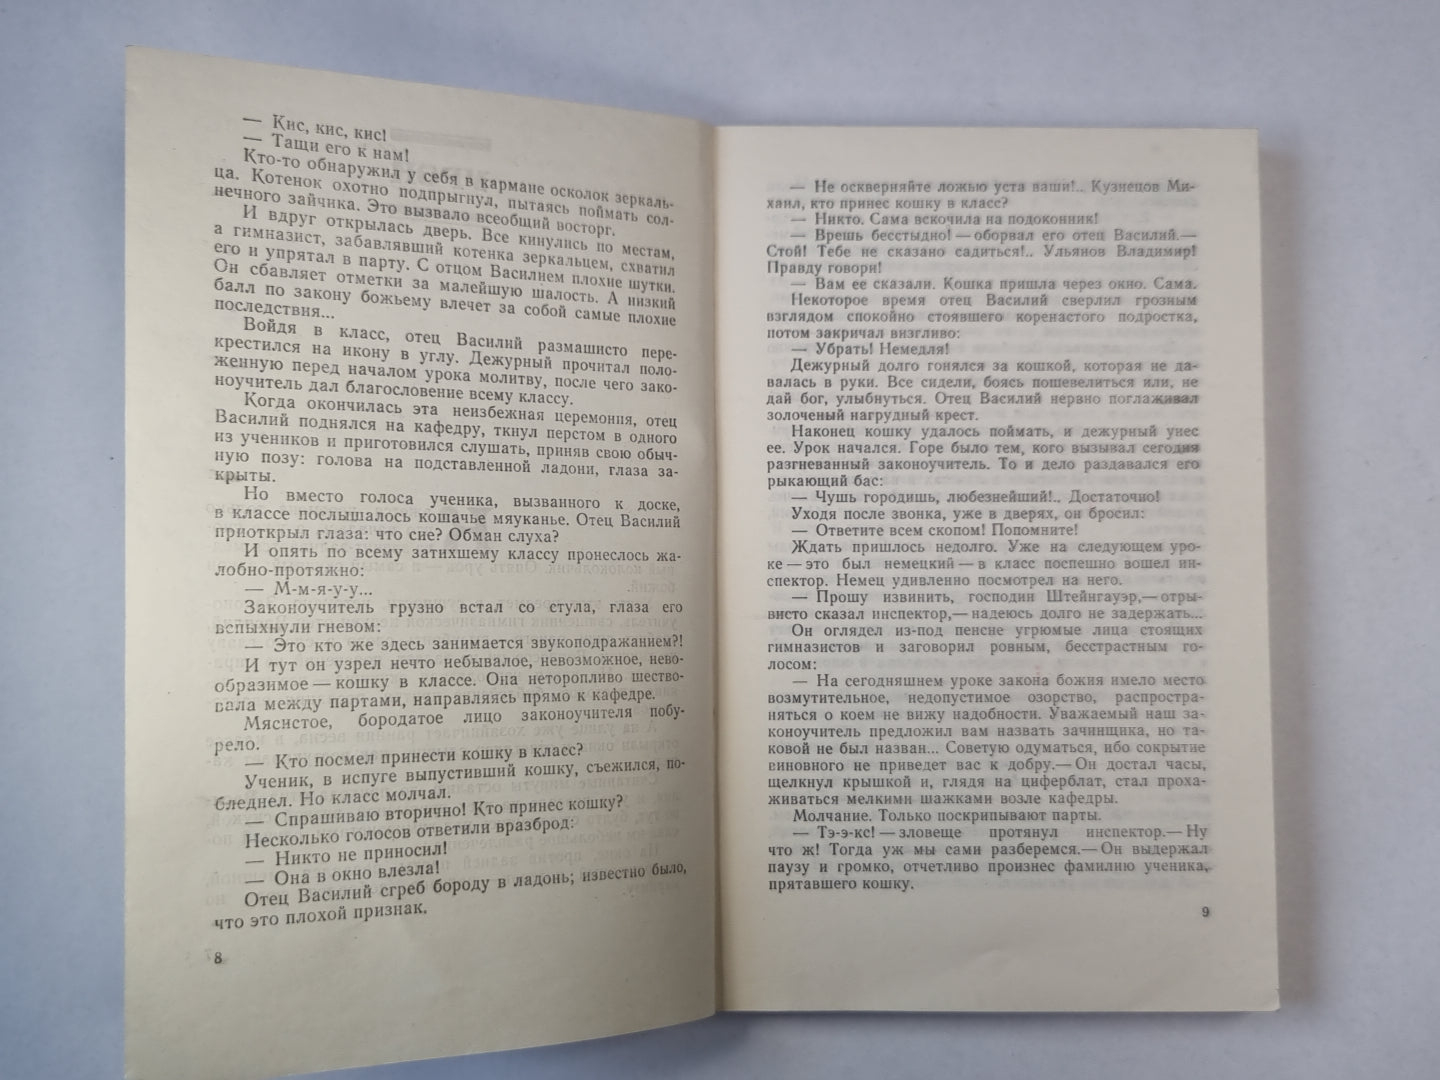 — Кис, кис, кис!
— Тащи его к нам!
Кто-то обнаружил у себя в кармане осколок зеркаль-
ца. Котенок охотно подпрыгнул, пытаясь поймать сол-
нечного зайчика. Это вызвало всеобщий восторг.
И вдруг открылась дверь. Все кинулись по местам,
а гимназист, забавлявший котенка зеркальцем, схватил
его и упрятал в парту. С отцом Василием плохие шутки.
Он сбавляет отметки за малейшую шалость. А низкий
балл по закону божьему влечет за собой самые плохие
последствия...
Войдя в класс, отец Василий размашисто пере-
крестился на икону в углу. Дежурный прочитал поло-
женную перед началом урока молитву, после чего зако-
ноучитель дал благословение всему классу.
Когда окончилась эта неизбежная церемония, отец
Василий поднялся на кафедру, ткнул перстом в одного
из учеников и приготовился слушать, приняв свою обыч-
ную позу: голова на подставленной ладони, глаза за-
крыты.
Но вместо голоса ученика, вызванного к доске,
в классе послышалось кошачье мяуканье. Отец Василий
приоткрыл глаза: что сие? Обман слуха?
И опять по всему затихшему классу пронеслось жа-
лобно-протяжно:
— М-м-я-у-у...
Законоучитель грузно встал со стула, глаза его
вспыхнули гневом:
— Это кто же здесь занимается звукоподражанием?!
И тут он узрел нечто небывалое, невозможное, нево-
образимое — кошку в классе. Она неторопливо шество-
вала между партами, направляясь прямо к кафедре.
Мясистое, бородатое лицо законоучителя побу-
рело.
— Кто посмел принести кошку в класс?
Ученик, в испуге выпустивший кошку, съежился, по-
бледнел. Но класс молчал.
— Спрашиваю вторично! Кто принес кошку?
Несколько голосов ответили вразброд:
— Никто не приносил!
— Она в окно влезла!
Отец Василий сгреб бороду в ладонь; известно было,
что это плохой признак.
8
— Не оскверняйте ложью уста ваши!.. Кузнецов Ми-
хаил, кто принес кошку в класс?
— Никто. Сама вскочила на подоконник!
— Врешь бесстыдно! — оборвал его отец Василий.—
Стой! Тебе не сказано садиться!.. Ульянов Владимир!
Правду говори!
— Вам ее сказали. Кошка пришла через окно. Сама.
Некоторое время отец Василий сверлил грозным
взглядом спокойно стоявшего коренастого подростка,
потом закричал визгливо:
— Убрать! Немедля!
Дежурный долго гонялся за кошкой, которая не да-
валась в руки. Все сидели, боясь пошевелиться или, не
дай бог, улыбнуться. Отец Василий нервно поглаживал
золоченый нагрудный крест.
Наконец кошку удалось поймать, и дежурный унес
ее. Урок начался. Горе было тем, кого вызывал сегодня
разгневанный законоучитель. То и дело раздавался его
рыкающий бас:
— Чушь городишь, любезнейший!.. Достаточно!
Уходя после звонка, уже в дверях, он бросил:
— Ответите всем скопом! Попомните!
Ждать пришлось недолго. Уже на следующем уро-
ке — это был немецкий — в класс поспешно вошел ин-
спектор. Немец удивленно посмотрел на него.
— Прошу извинить, господин Штейнгауэр,— отры-
висто сказал инспектор,— надеюсь долго не задержать...
Он оглядел из-под пенсне угрюмые лица стоящих
гимназистов и заговорил ровным, бесстрастным го-
лосом:
— На сегодняшнем уроке закона божия имело место
возмутительное, недопустимое озорство, распростра-
няться о коем не вижу надобности. Уважаемый наш за-
коноучитель предложил вам назвать зачинщика, но та-
ковой не был назван... Советую одуматься, ибо сокрытие
виновного не приведет вас к добру.— Он достал часы,
щелкнул крышкой и, глядя на циферблат, стал проха-
живаться мелкими шажками возле кафедры.
Молчание. Только поскрипывают парты.
— Тэ-э-кс! — зловеще протянул инспектор.— Ну
что ж! Тогда уж мы сами разберемся.— Он выдержал
паузу и громко, отчетливо произнес фамилию ученика,
прятавшего кошку.
9